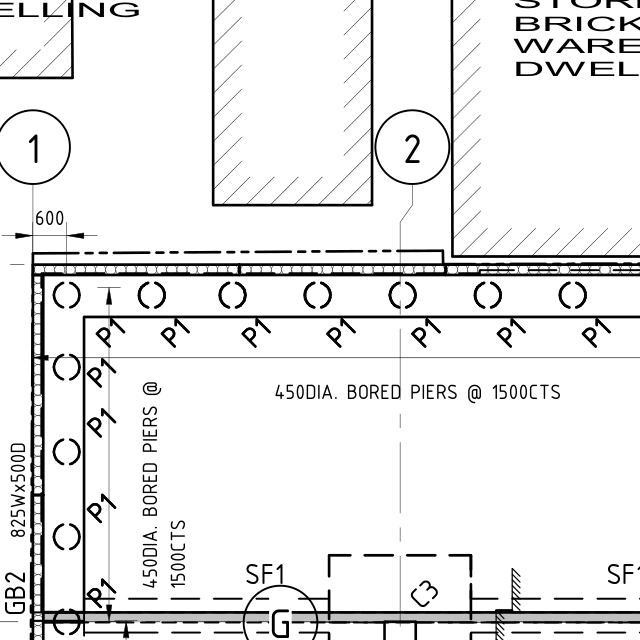 ELLING
BRICK
WARE
DWEL
1
2
600
P1 P1 P1 P1 P1 P1 P1
P1
P1
P1
P1
450DIA. BORED PIERS @ 1500CTS
450DIA. BORED PIERS @
1500CTS
825Wx500D
GB2
SF1
C3
SF1
G